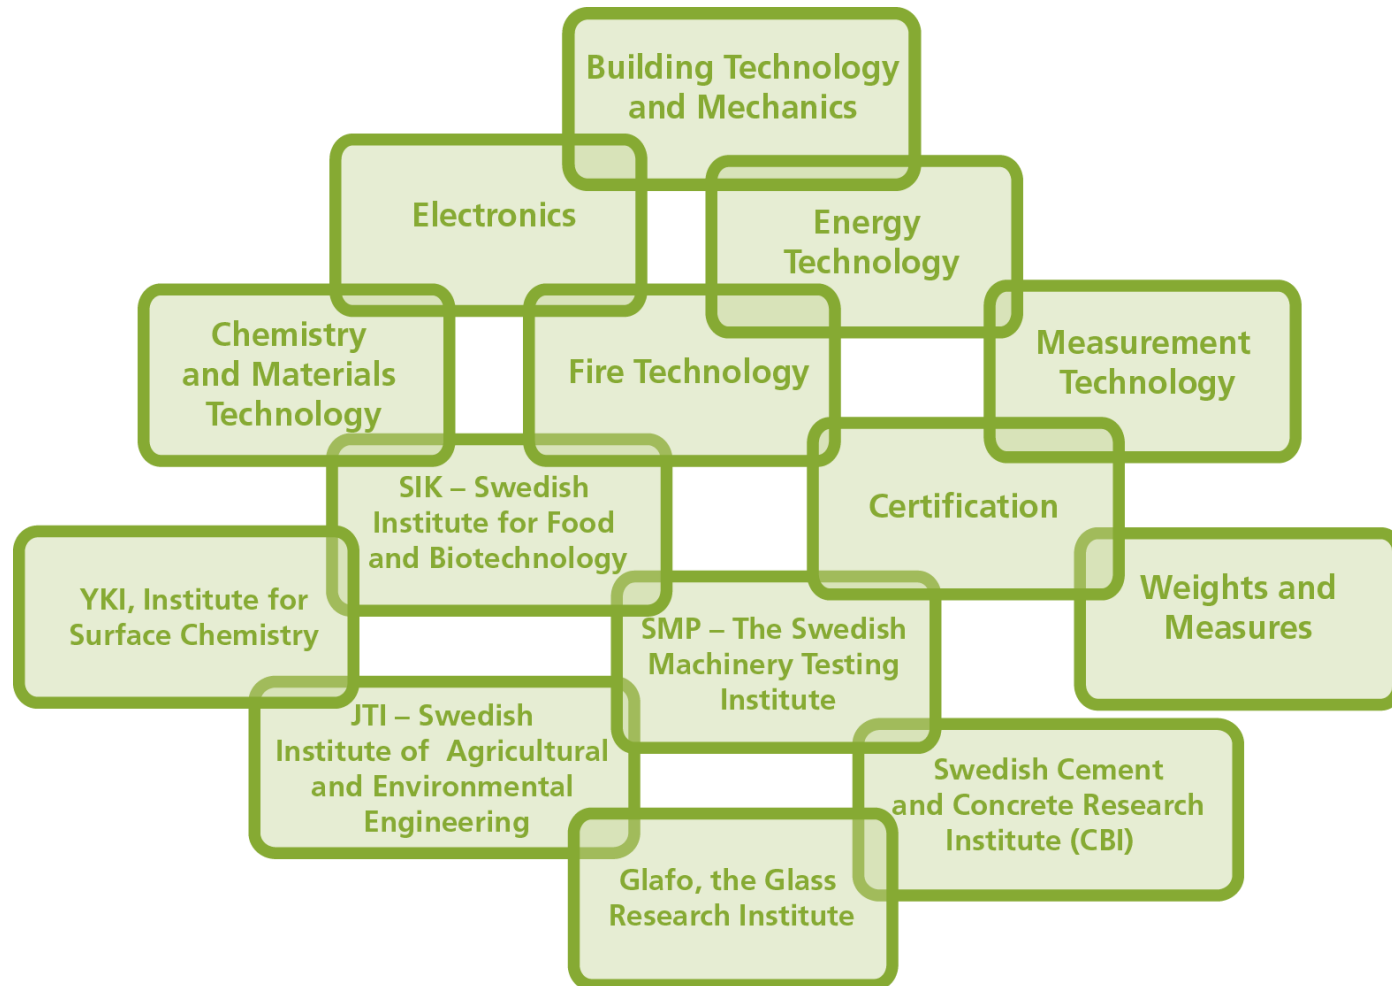 Building Technology
and Mechanics
Electronics
Energy
Technology
Chemistry
and Materials
Technology
Fire Technology
Measurement
Technology
SIK – Swedish
Institute for Food
and Biotechnology
Certification
YKI, Institute for
Surface Chemistry
SMP – The Swedish
Machinery Testing
Institute
Weights and
Measures
JTI – Swedish
Institute of  Agricultural
and Environmental
Engineering
Swedish Cement
and Concrete Research
Institute (CBI)
Glafo, the Glass
Research Institute